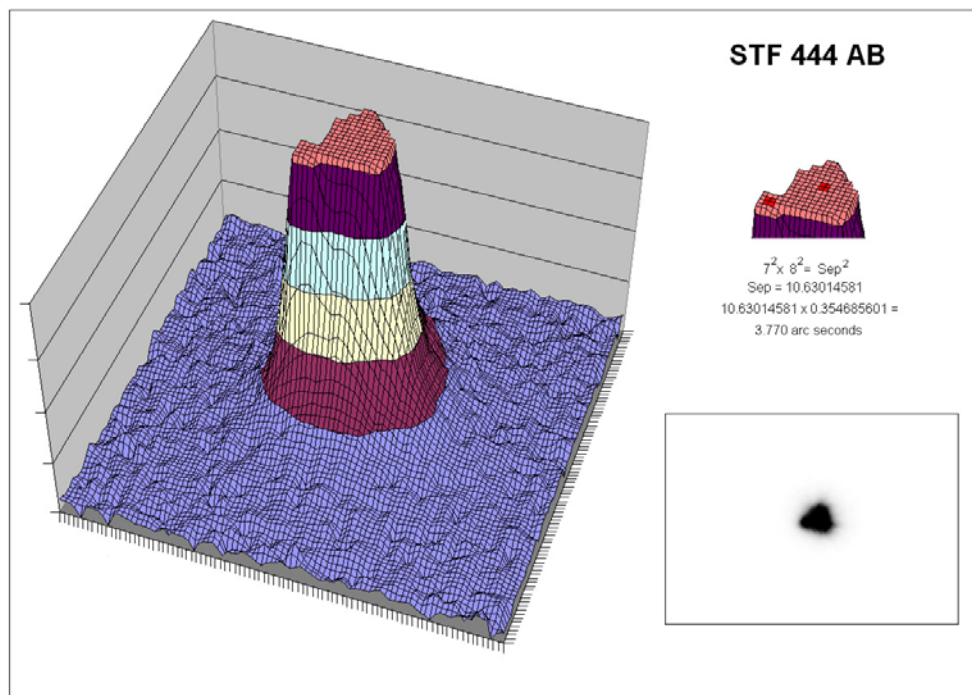 STF 444 AB
7²x 8²= Sep²
Sep = 10.63014581
10.63014581 x 0.354685601 =
3.770 arc seconds